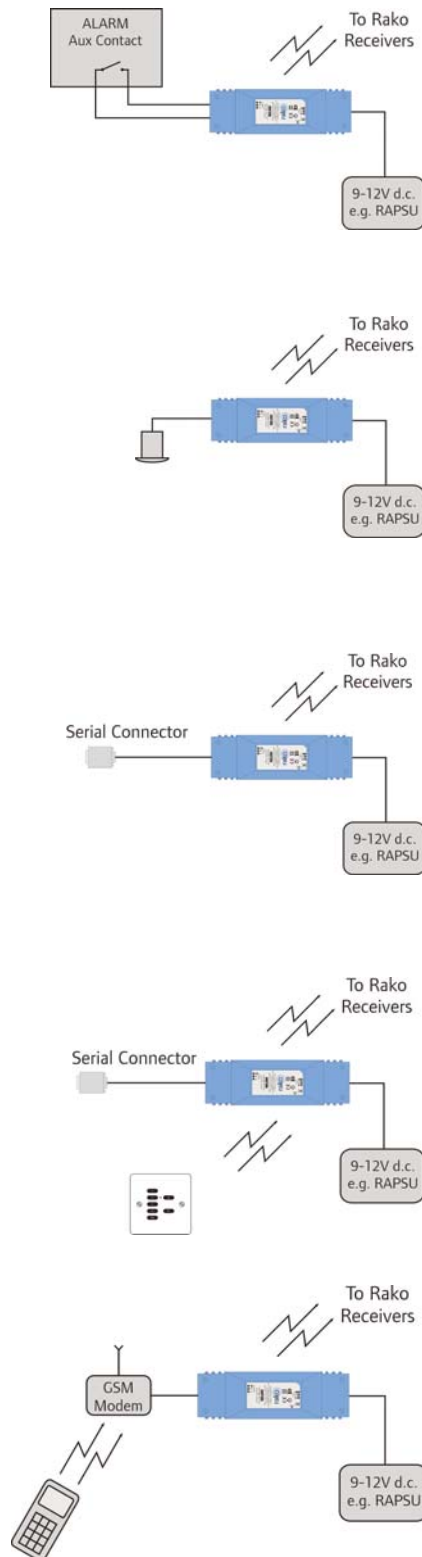 ALARM
Aux Contact
To Rako
Receivers
9-12V d.c.
e.g. RAPSU
To Rako
Receivers
9-12V d.c.
e.g. RAPSU
To Rako
Receivers
Serial Connector
9-12V d.c.
e.g. RAPSU
To Rako
Receivers
Serial Connector
9-12V d.c.
e.g. RAPSU
To Rako
Receivers
GSM
Modem
9-12V d.c.
e.g. RAPSU